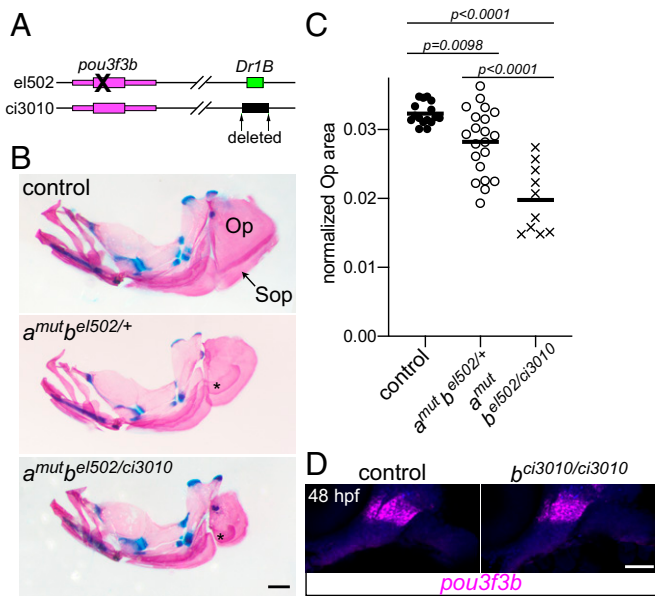 A
pou3f3b
Dr1B
el502
X
ci3010
deleted
B
control
Op
Sop
a^mut b^el502/+
*
a^mut b^el502/ci3010
*
C
p<0.0001
p=0.0098
p<0.0001
normalized Op area
0.03
0.02
0.01
0.00
control
a^mut b^el502/+
a^mut
b^el502/ci3010
D
control
b^ci3010/ci3010
48 hpf
pou3f3b